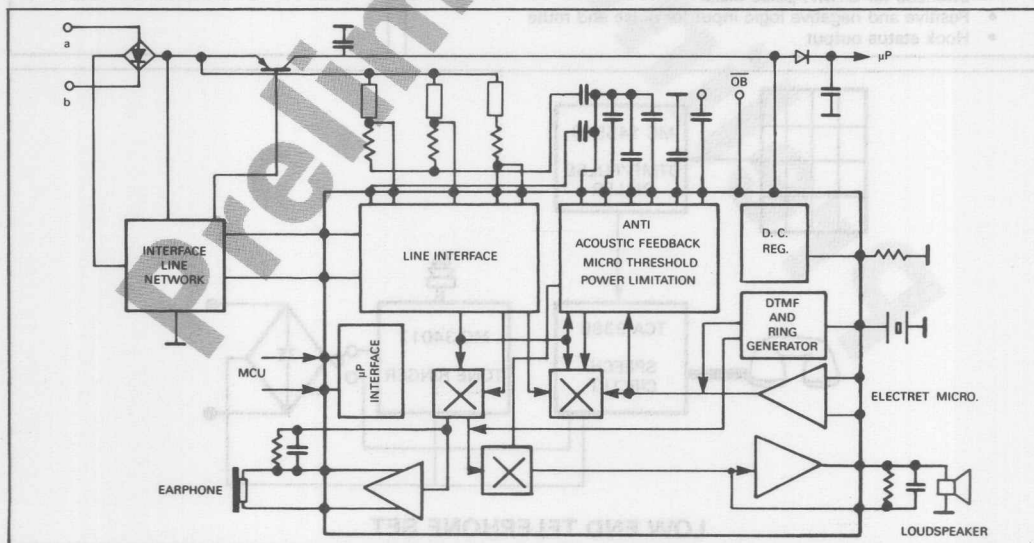 • Positive and negative logic input for pulse and mute
• Hook status output
a
b
μP
OB
INTERFACE
LINE
NETWORK
LINE INTERFACE
ANTI
ACOUSTIC FEEDBACK
MICRO THRESHOLD
POWER LIMITATION
D. C.
REG.
DTMF
AND
RING
GENERATOR
MCU
μP
INTERFACE
ELECTRET MICRO.
EARPHONE
LOUDSPEAKER
LOW END TELEPHONE SET
Prelim